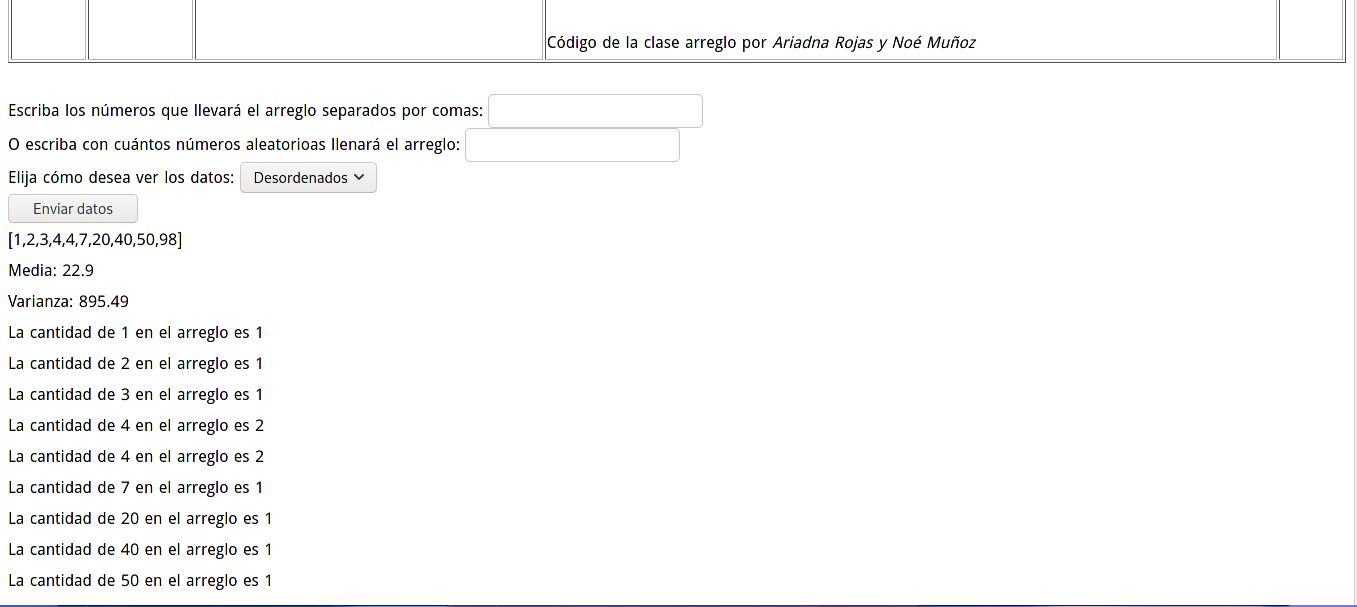 Código de la clase arreglo por Ariadna Rojas y Noé Muñoz
Escriba los números que llevará el arreglo separados por comas:
O escriba con cuántos números aleatorioas llenará el arreglo:
Elija cómo desea ver los datos: Desordenados
Enviar datos
[1,2,3,4,4,7,20,40,50,98]
Media: 22.9
Varianza: 895.49
La cantidad de 1 en el arreglo es 1
La cantidad de 2 en el arreglo es 1
La cantidad de 3 en el arreglo es 1
La cantidad de 4 en el arreglo es 2
La cantidad de 4 en el arreglo es 2
La cantidad de 7 en el arreglo es 1
La cantidad de 20 en el arreglo es 1
La cantidad de 40 en el arreglo es 1
La cantidad de 50 en el arreglo es 1